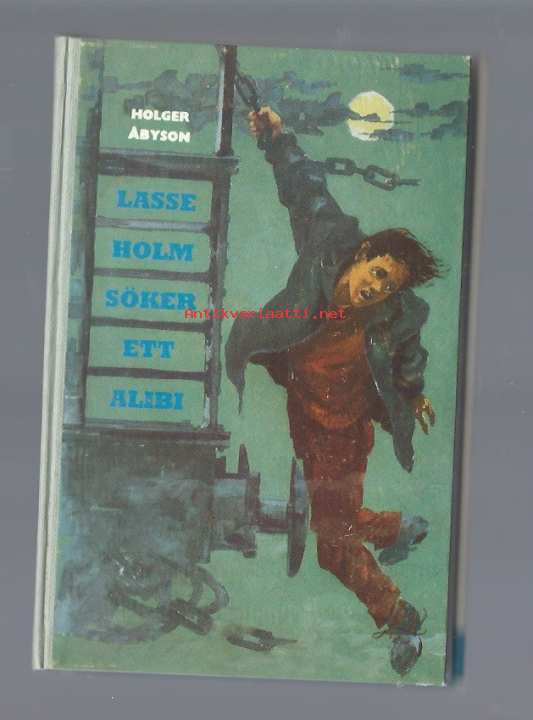 HOLGER
ÅBYSON
LASSE
HOLM
SÖKER
ETT
ALIBI
Antikvariaatti.net